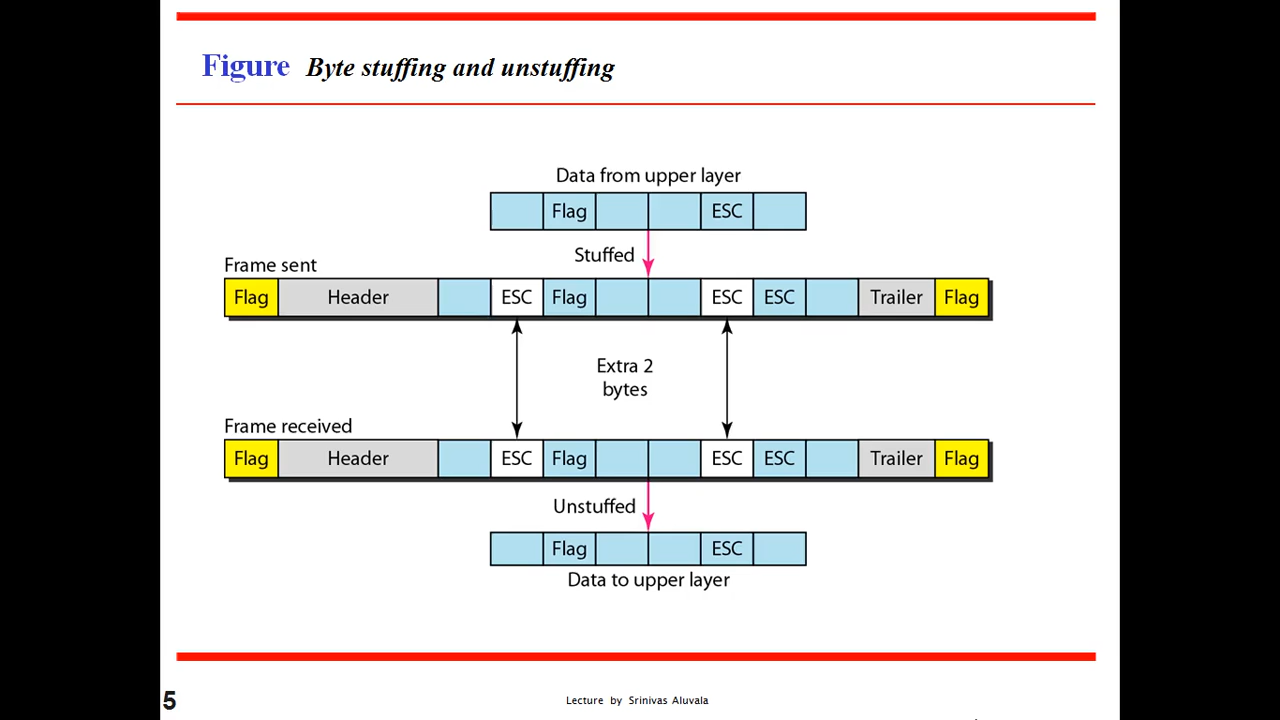 Figure Byte stuffing and unstuffing
Data from upper layer
Flag ESC
Stuffed
Frame sent
Flag Header ESC Flag ESC ESC Trailer Flag
Extra 2
bytes
Frame received
Flag Header ESC Flag ESC ESC Trailer Flag
Unstuffed
Flag ESC
Data to upper layer
5
Lecture by Srinivas Aluvala